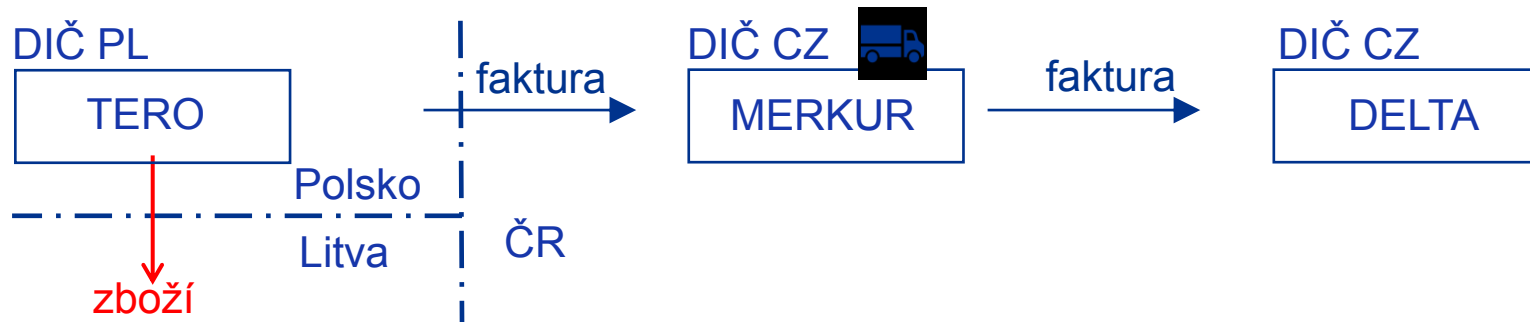 DIČ PL
TERO
faktura
DIČ CZ
MERKUR
faktura
DIČ CZ
DELTA
Polsko
Litva
ČR
zboží